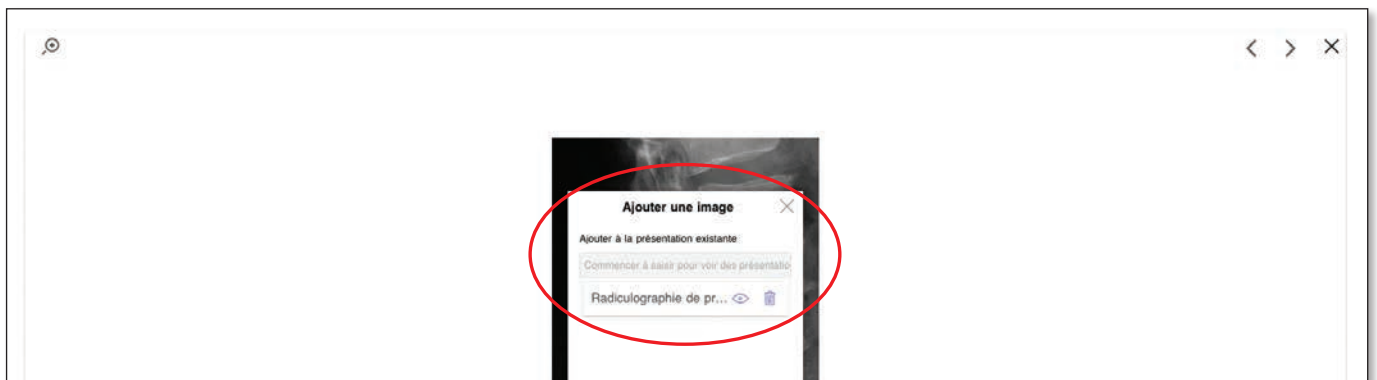 Ajouter une image
Ajouter à la présentation existante
Commencer à saisir pour voir des présentatio
Radiculographie de pr...